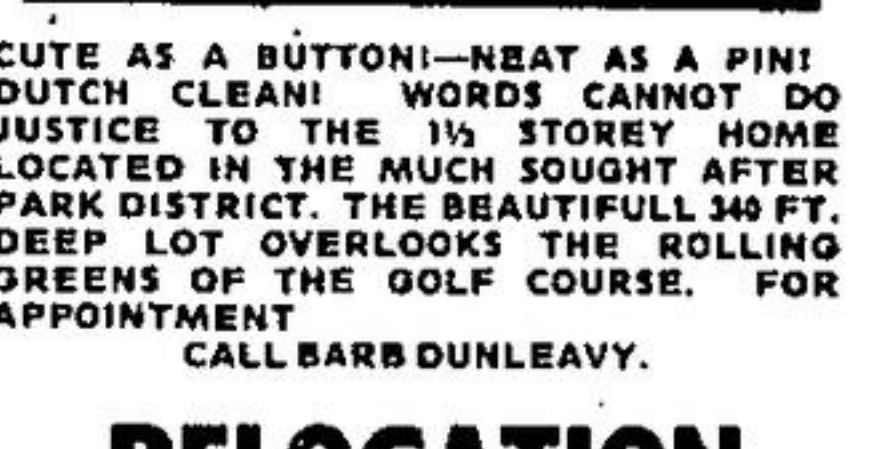 CUTE AS A BUTTON!—NEAT AS A PIN!
DUTCH CLEAN! WORDS CANNOT DO
JUSTICE TO THE 1½ STOREY HOME
LOCATED IN THE MUCH SOUGHT AFTER
PARK DISTRICT. THE BEAUTIFULL 340 FT.
DEEP LOT OVERLOOKS THE ROLLING
GREENS OF THE GOLF COURSE. FOR
APPOINTMENT
CALL BARB DUNLEAVY.
RELOCATION